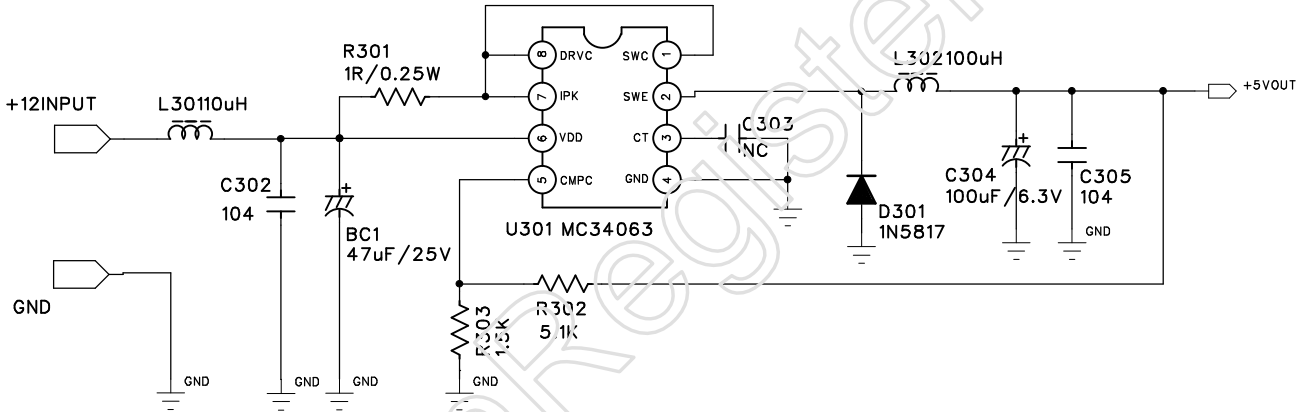 R301
1R/0.25W
+12INPUT
L30110uH
8 DRVC
SWC 1
7 IPK
SWE 2
6 VDD
CT 3
5 CMPC
GND 4
U301 MC34063
C303
NC
L302100uH
+5VOUT
C302
104
BC1
47uF/25V
D301
1N5817
C304
100uF/6.3V
C305
104
GND
GND
R302
5.1K
R303
1.5K
GND
GND
GND
GND
Register